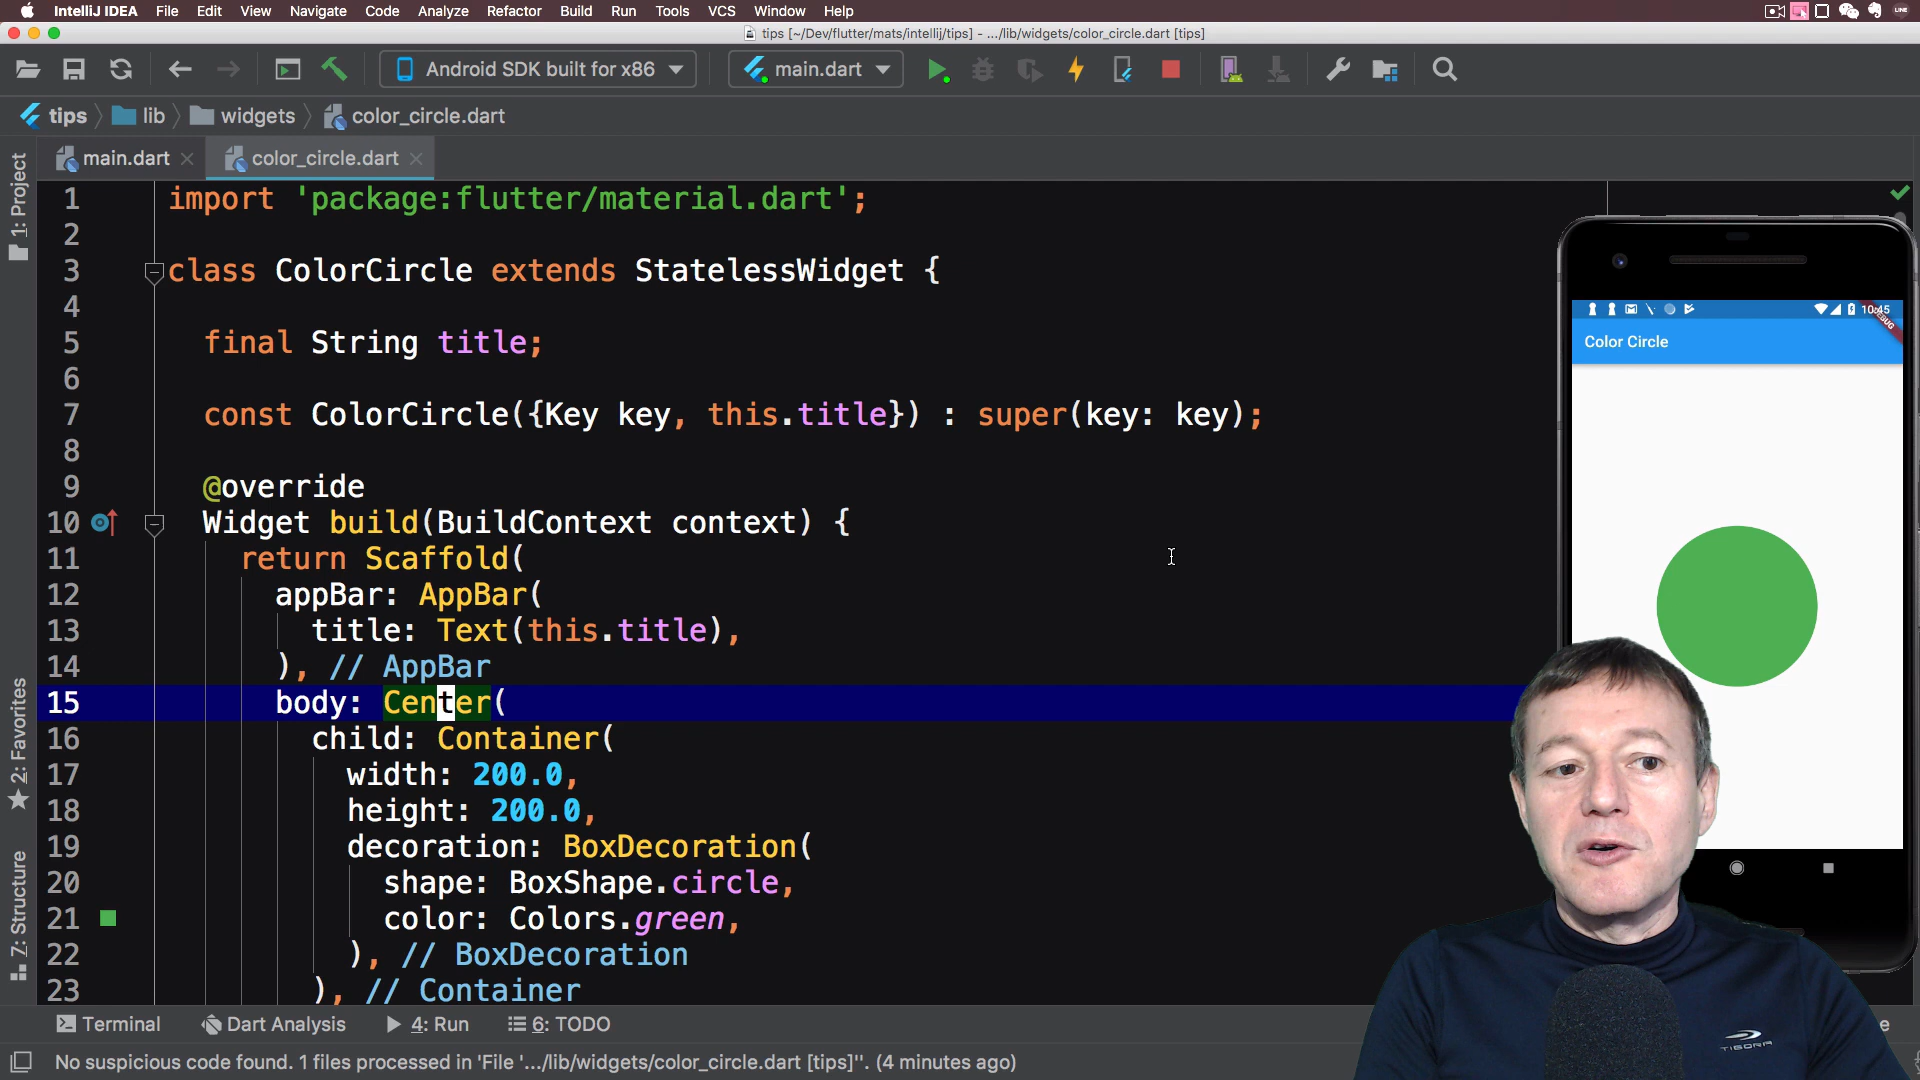 IntelliJ IDEA File Edit View Navigate Code Analyze Refactor Build Run Tools VCS Window Help
tips [~/Dev/flutter/mats/intellij/tips] - .../lib/widgets/color_circle.dart [tips]
Android SDK built for x86 main.dart
tips lib widgets color_circle.dart
main.dart color_circle.dart
1: Project
2: Favorites
7: Structure
1 import 'package:flutter/material.dart';
2
3 class ColorCircle extends StatelessWidget {
4
5 final String title;
6
7 const ColorCircle({Key key, this.title}) : super(key: key);
8
9 @override
10 Widget build(BuildContext context) {
11 return Scaffold(
12 appBar: AppBar(
13 title: Text(this.title),
14 ), // AppBar
15 body: Center(
16 child: Container(
17 width: 200.0,
18 height: 200.0,
19 decoration: BoxDecoration(
20 shape: BoxShape.circle,
21 color: Colors.green,
22 ), // BoxDecoration
23 ), // Container
10:45
DEBUG
Color Circle
TIGORA
Terminal Dart Analysis 4: Run 6: TODO
No suspicious code found. 1 files processed in 'File '.../lib/widgets/color_circle.dart [tips]''. (4 minutes ago)